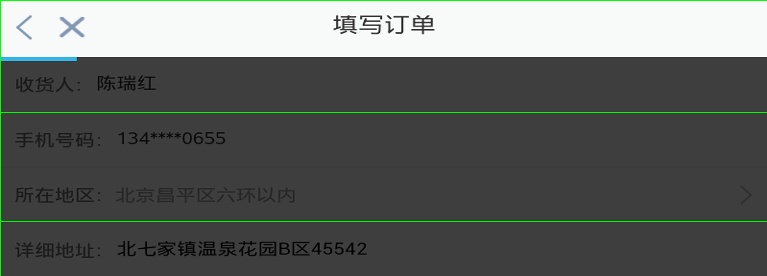 填写订单
收货人: 陈瑞红
手机号码: 134****0655
所在地区: 北京昌平区六环以内
详细地址: 北七家镇温泉花园B区45542